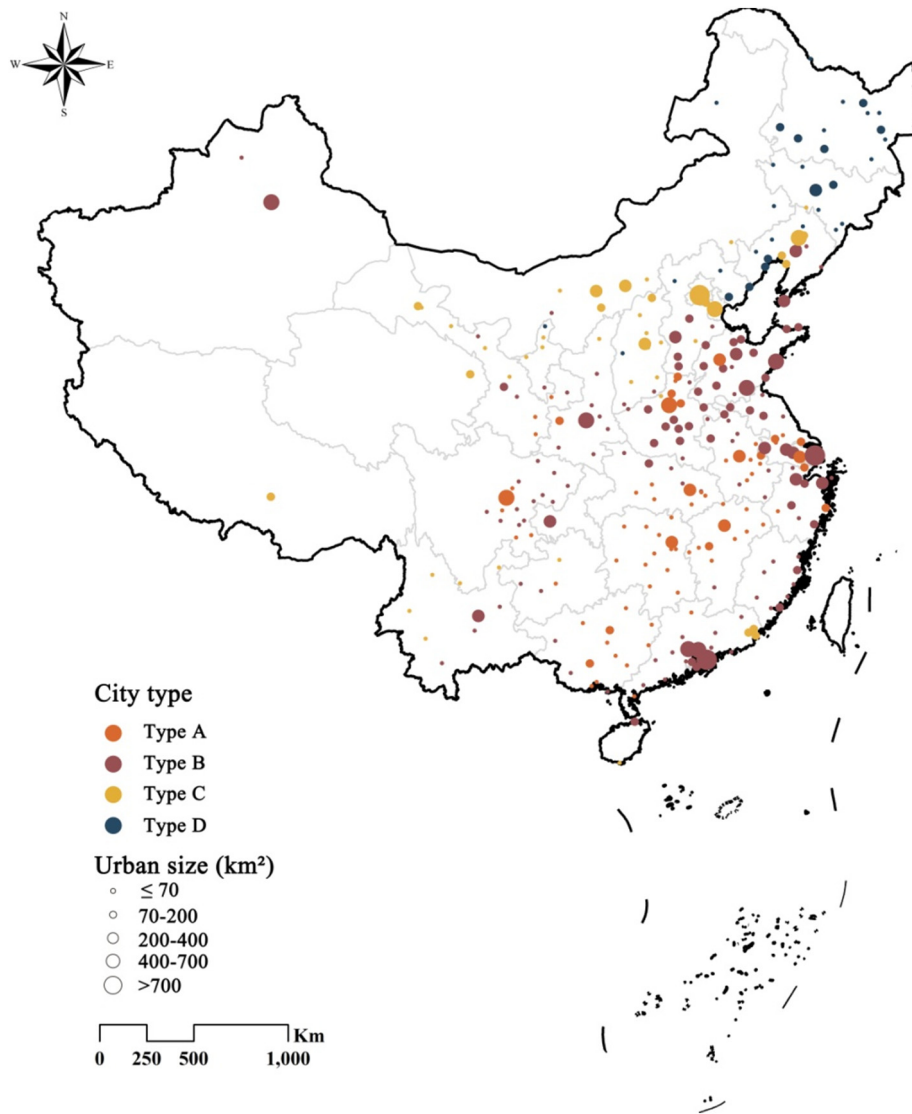 N
W E
S
City type
Type A
Type B
Type C
Type D
Urban size (km²)
≤ 70
70-200
200-400
400-700
>700
Km
0 250 500 1,000